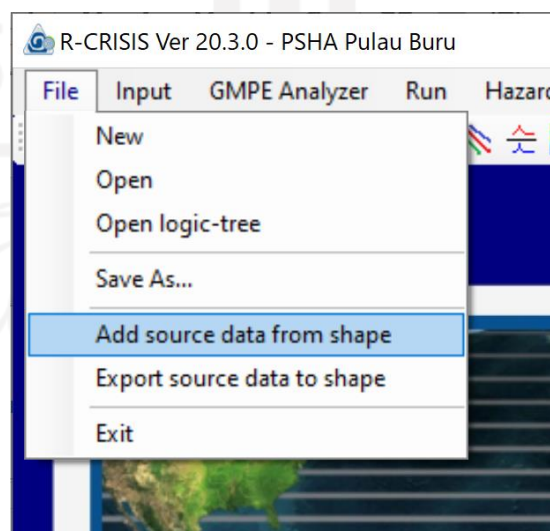 R-CRISIS Ver 20.3.0 - PSHA Pulau Buru
File Input GMPE Analyzer Run Hazard
New
Open
Open logic-tree
Save As...
Add source data from shape
Export source data to shape
Exit